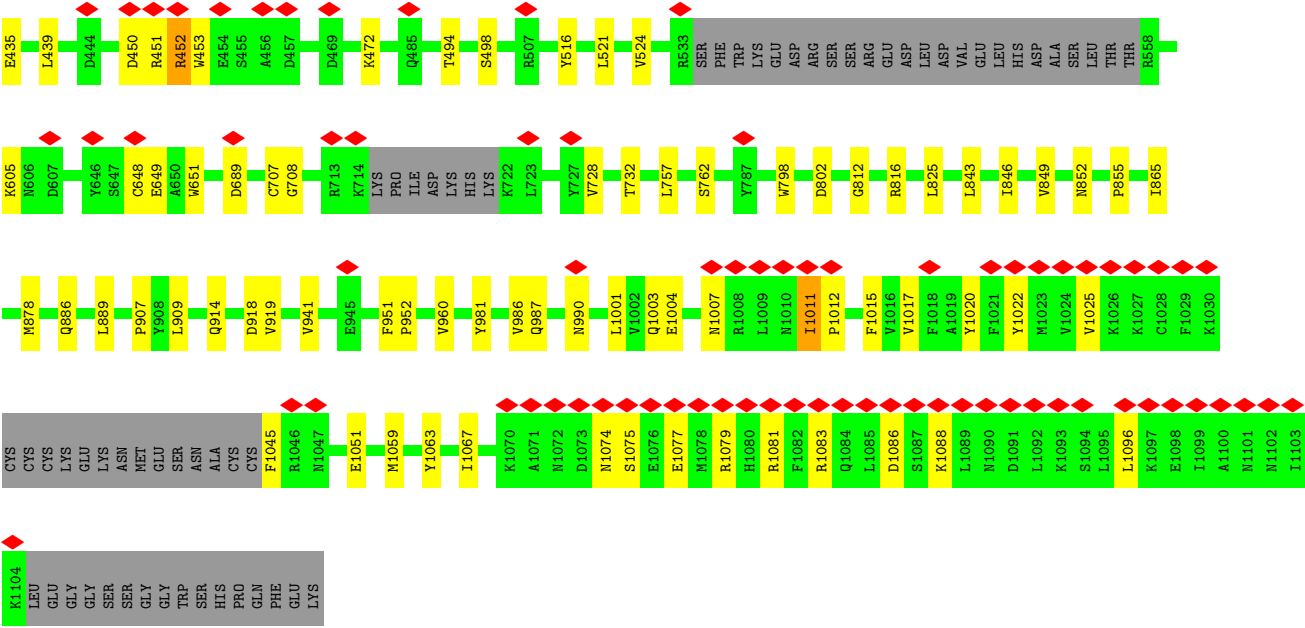 E435 L439 D444 D450 R451 R452 W453 E454 S455 A456 D457 D469 K472 Q485 T494 S498 R507 Y516 L521 V524 R533 SER PHE TRP LYS GLU ASP ARG SER SER ARG GLU ASP LEU ASP VAL GLU LEU HIS ASP ALA SER LEU THR THR R558
K605 N606 D607 Y646 S647 C648 E649 A650 W651 D689 C707 G708 R713 K714 LYS PRO ILE ASP LYS HIS LYS K722 L723 Y727 V728 T732 L757 S762 Y787 W798 D802 G812 R816 L825 L843 I846 V849 N852 P855 I865
M878 Q886 L889 P907 Y908 L909 Q914 D918 V919 V941 E945 F951 P952 V960 Y981 V986 Q987 N990 L1001 V1002 Q1003 E1004 N1007 R1008 L1009 N1010 I1011 P1012 F1015 V1016 V1017 F1018 A1019 Y1020 F1021 Y1022 M1023 V1024 V1025 K1026 K1027 C1028 F1029 K1030
CYS CYS CYS LYS GLU LYS ASN MET GLU SER ASN ALA CYS CYS F1045 R1046 N1047 E1051 M1059 Y1063 I1067 K1070 A1071 N1072 D1073 N1074 S1075 E1076 E1077 M1078 R1079 H1080 R1081 F1082 R1083 Q1084 L1085 D1086 S1087 K1088 L1089 N1090 D1091 L1092 K1093 S1094 L1095 L1096 K1097 E1098 I1099 A1100 N1101 N1102 I1103
K1104 LEU GLU GLY GLY SER SER GLY GLY TRP SER HIS PRO GLN PHE GLU LYS